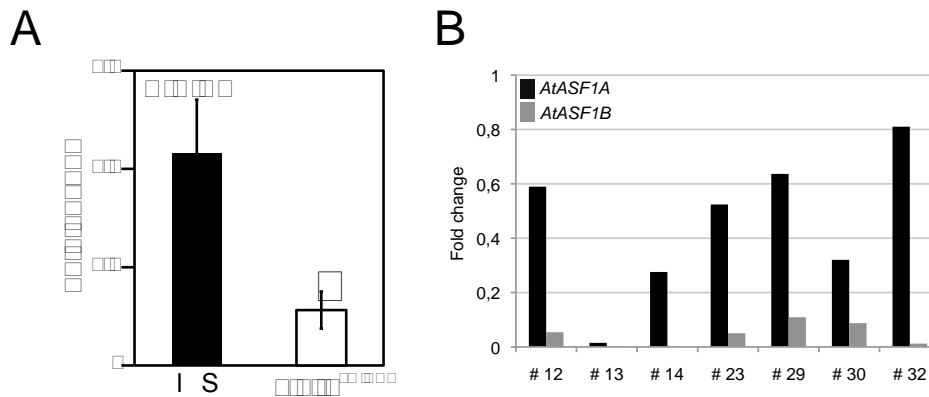 A
B
I S
1
AtASF1A
AtASF1B
0,8
0,6
0,4
0,2
0
Fold change
# 12 # 13 # 14 # 23 # 29 # 30 # 32